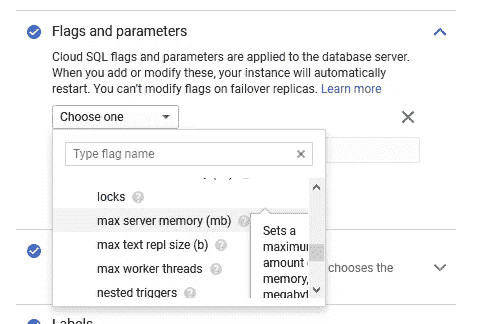 Flags and parameters
Cloud SQL flags and parameters are applied to the database server.
When you add or modify these, your instance will automatically
restart. You can't modify flags on failover replicas. Learn more
Choose one
Type flag name
locks
max server memory (mb)
Sets a
max text repl size (b)
amount
chooses the
max worker threads
memory,
nested triggers
Labels